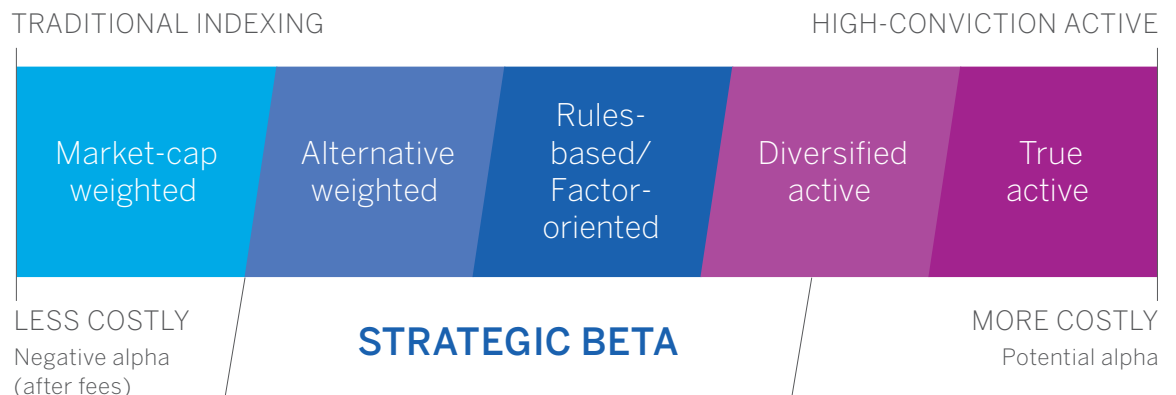 TRADITIONAL INDEXING
HIGH-CONVICTION ACTIVE
Market-cap
weighted
Alternative
weighted
Rules-
based/
Factor-
oriented
Diversified
active
True
active
LESS COSTLY
Negative alpha
(after fees)
STRATEGIC BETA
MORE COSTLY
Potential alpha